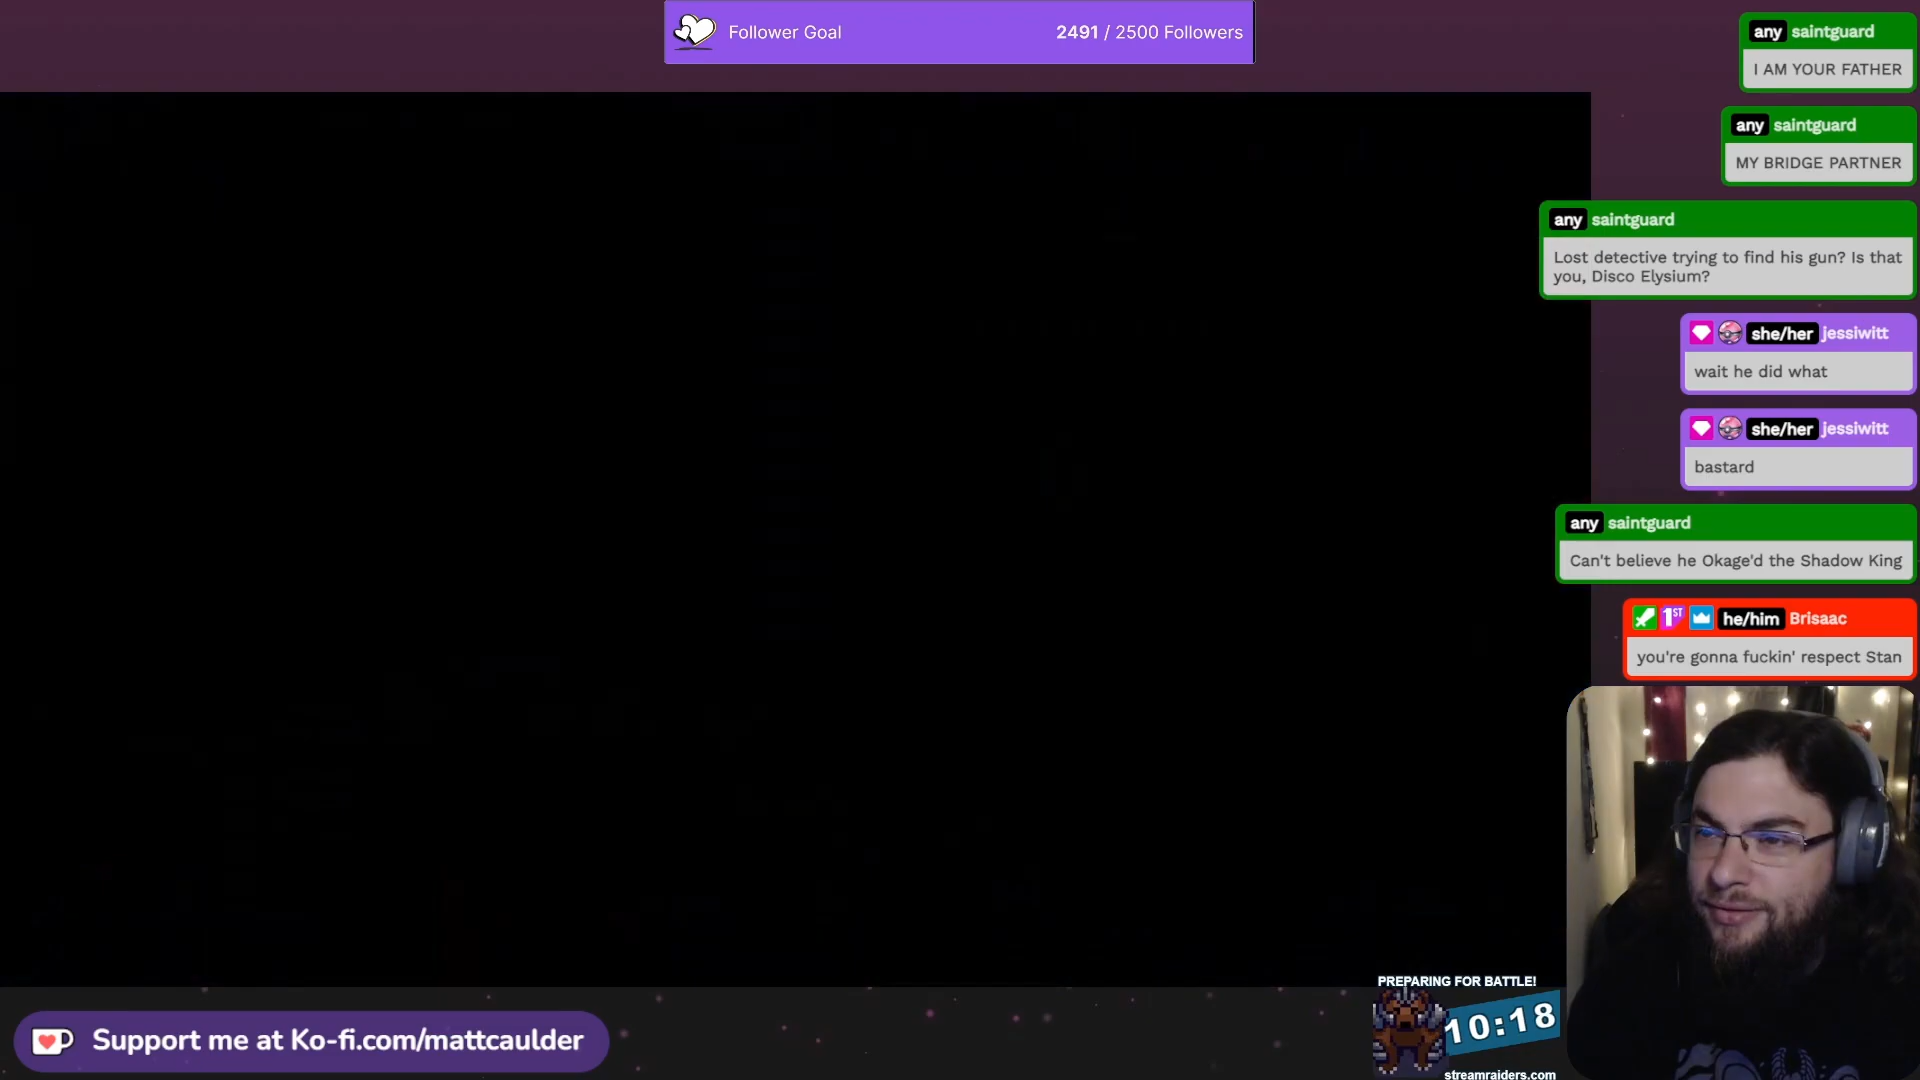 Follower Goal
2491 / 2500 Followers
any saintguard
I AM YOUR FATHER
any saintguard
MY BRIDGE PARTNER
any saintguard
Lost detective trying to find his gun? Is that
you, Disco Elysium?
she/her jessiwitt
wait he did what
she/her jessiwitt
bastard
any saintguard
Can't believe he Okage'd the Shadow King
1ST he/him Brisaac
you're gonna fuckin' respect Stan
PREPARING FOR BATTLE!
10:18
streamraiders.com
Support me at Ko-fi.com/mattcaulder